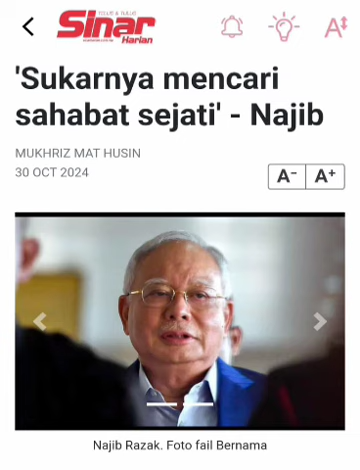 Sinar
Harian
'Sukarnya mencari
sahabat sejati' - Najib
MUKHRIZ MAT HUSIN
30 OCT 2024
A- A+
Najib Razak. Foto fail Bernama